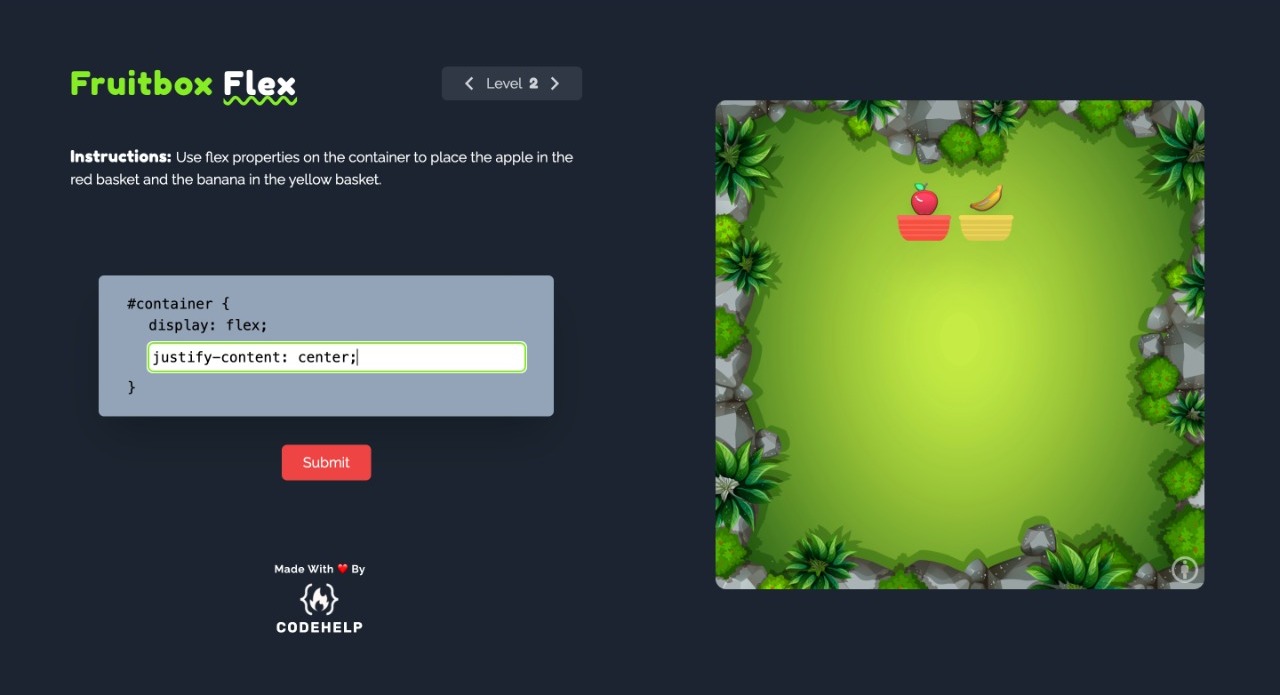 Fruitbox Flex
Level 2
Instructions: Use flex properties on the container to place the apple in the
red basket and the banana in the yellow basket.
#container {
display: flex;
justify-content: center;
}
Submit
Made With ❤️ By
CODEHELP